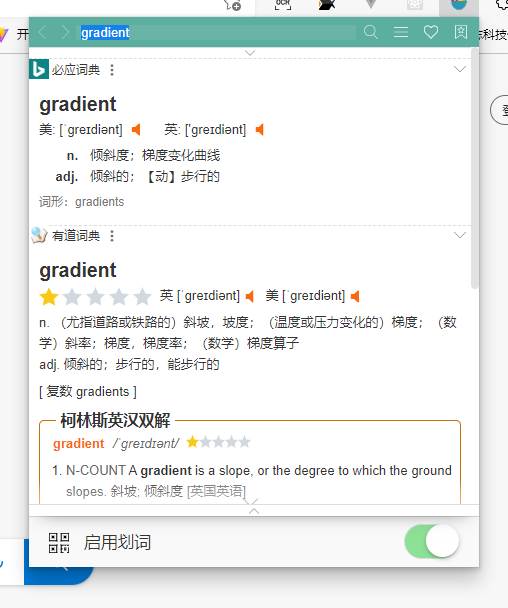 OCR
开
志科技
登
gradient
必应词典
gradient
美: [ˈɡreɪdiənt] 英: [ˈɡreɪdiənt]
n. 倾斜度；梯度变化曲线
adj. 倾斜的；【动】步行的
词形：gradients
有道词典
gradient
英 [ˈɡreɪdiənt] 美 [ˈɡreɪdiənt]
n. （尤指道路或铁路的）斜坡，坡度；（温度或压力变化的）梯度；（数
学）斜率；梯度，梯度率；（数学）梯度算子
adj. 倾斜的；步行的，能步行的
[ 复数 gradients ]
柯林斯英汉双解
gradient /ˈɡreɪdɪənt/
1. N-COUNT A gradient is a slope, or the degree to which the ground
slopes. 斜坡; 倾斜度 [英国英语]
启用划词